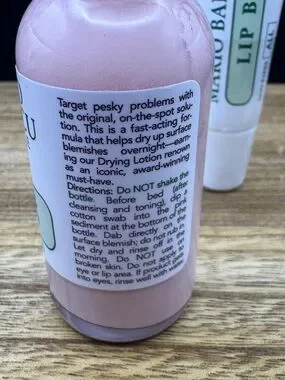 Target pesky problems with
the original, on-the-spot solu-
tion. This is a fast-acting for-
mula that helps dry up surface
blemishes overnight—earn-
ing our Drying Lotion renown
as an iconic, award-winning
must-have.
Directions: Do NOT shake the
bottle. Before bed (after
cleansing and toning), dip a
cotton swab into the pink
sediment at the bottom of the
bottle. Dab directly on the
surface blemish; do not rub in.
Let dry and rinse off in the
morning. Do NOT use on
broken skin. Do not apply on
eye or lip area. If product gets
into eyes, rinse well with water.
MARIO BA
LIP B
ALL